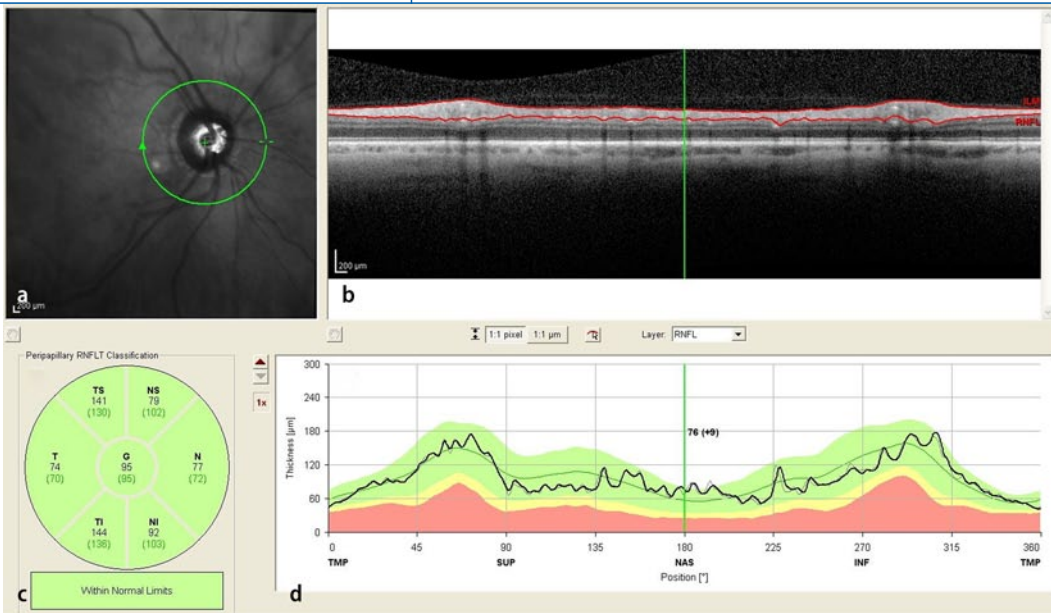 ILM
RNFL
200 µm
a
200 µm
b
1:1 pixel 1:1 µm Layer: RNFL
Peripapillary RNFLT Classification
TS
141
(130)
NS
79
(102)
T
74
(70)
G
95
(95)
N
77
(72)
TI
144
(136)
NI
92
(103)
Within Normal Limits
c
1x
Thickness [µm]
300
240
180
120
60
0
76 (+9)
0 45 90 135 180 225 270 315 360
TMP SUP NAS INF TMP
Position [°]
d